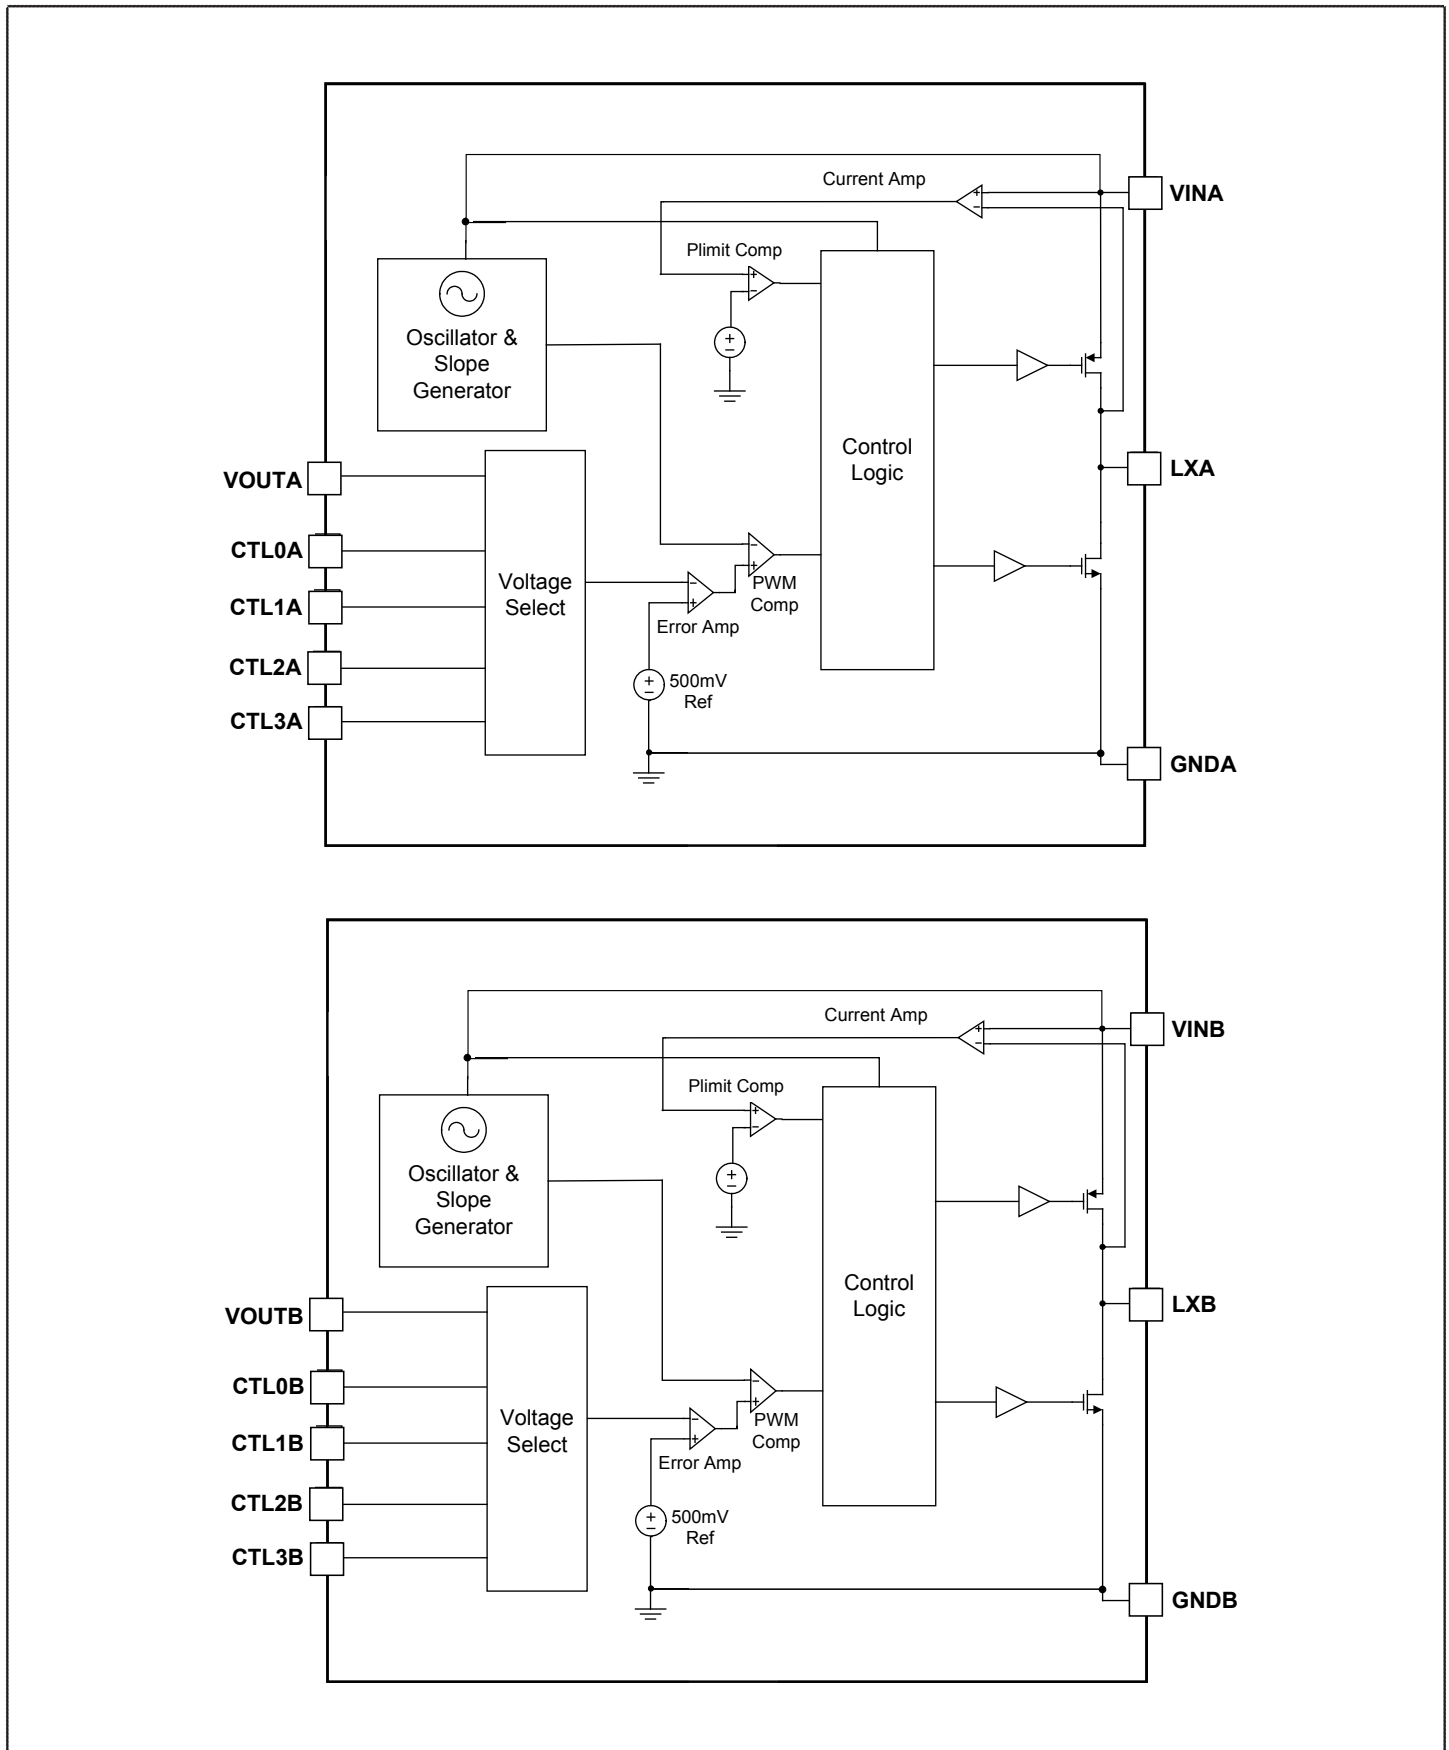 Current Amp
VINA
Plimit Comp
+
−
+
−
Oscillator &
Slope
Generator
+
−
Control
Logic
VOUTA
LXA
CTL0A
CTL1A
CTL2A
CTL3A
Voltage
Select
−
+
PWM
Comp
−
+
Error Amp
+
−
500mV
Ref
GNDA
Current Amp
VINB
Plimit Comp
+
−
+
−
Oscillator &
Slope
Generator
+
−
Control
Logic
VOUTB
LXB
CTL0B
CTL1B
CTL2B
CTL3B
Voltage
Select
−
+
PWM
Comp
−
+
Error Amp
+
−
500mV
Ref
GNDB